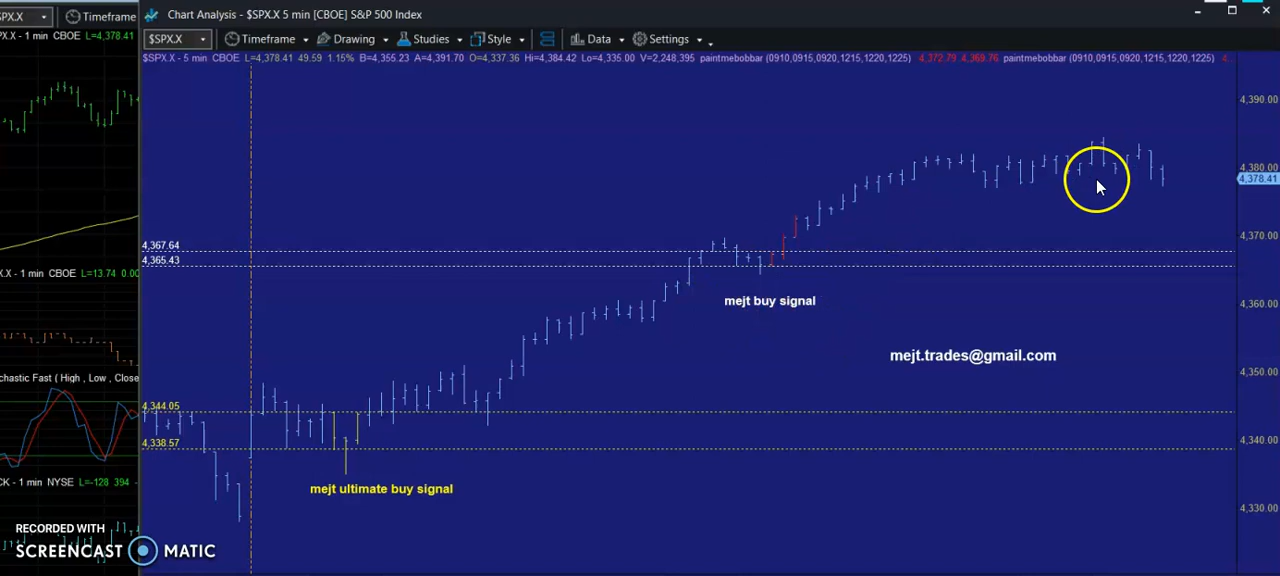 PX.X
Timeframe
Chart Analysis - $SPX.X 5 min [CBOE] S&P 500 Index
$SPX.X Timeframe Drawing Studies Style Data Settings
PX.X - 1 min CBOE L=4,378.41
$SPX.X - 5 min CBOE L=4,378.41 49.59 1.15% B=4,355.23 A=4,391.70 O=4,337.36 Hi=4,384.42 Lo=4,335.00 V=2,248,395 paintmebobbar (0910,0915,0920,1215,1220,1225) 4,372.79 4,369.76 paintmebobbar (0910,0915,0920,1215,1220,1225) 4...
4,390.00
4,380.00
4,378.41
4,370.00
4,360.00
4,350.00
4,340.00
4,330.00
4,367.64
4,365.43
mejt buy signal
mejt.trades@gmail.com
4,344.05
4,338.57
mejt ultimate buy signal
X.X - 1 min CBOE L=13.74 0.00
chastic Fast ( High , Low , Close
CK - 1 min NYSE L=-128 394
RECORDED WITH
SCREENCAST MATIC